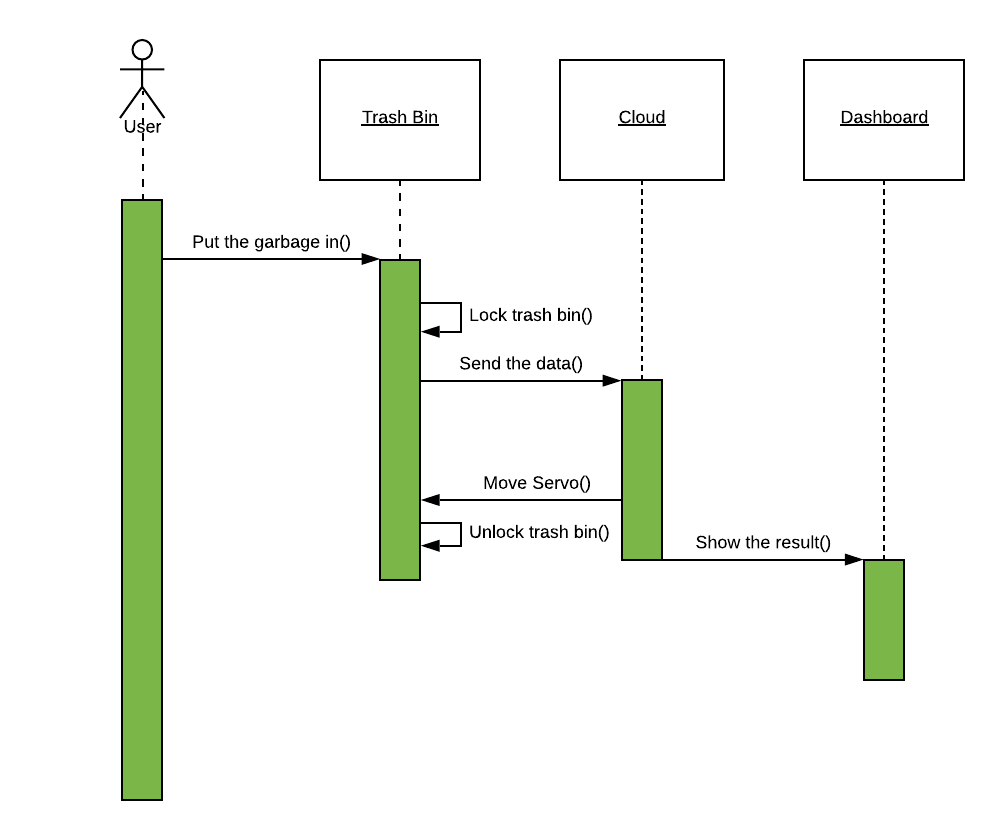 User
Trash Bin
Cloud
Dashboard
Put the garbage in()
Lock trash bin()
Send the data()
Move Servo()
Unlock trash bin()
Show the result()